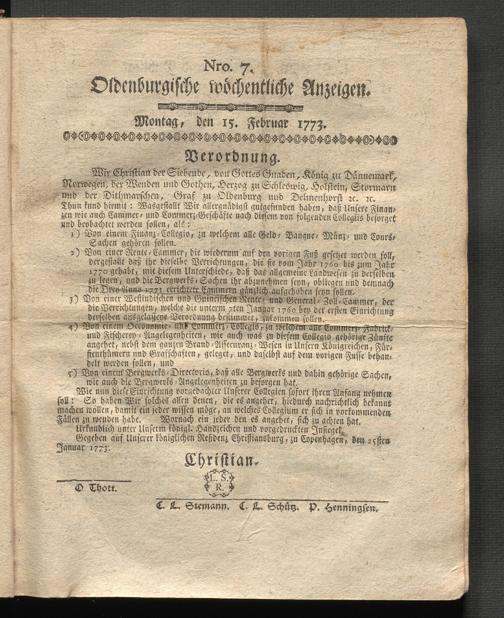 Nro. 7.
Oldenburgische wöchentliche Anzeigen.
Montag, den 15. Februar 1773.
Verordnung.
Wir Christian der Siebende, von Gottes Gnaden, König zu Dännemark,
Norwegen, der Wenden und Gothen, Herzog zu Schleswig, Holstein, Stormarn
und der Dithmarschen, Graf zu Oldenburg und Delmenhorst ꝛc. ꝛc.
Thun kund hiemit: Wasgestallt Wir allergnädigst gutgefunden haben, daß Unsere Finan-
zen wie auch Cammer- und Commerz-Geschäfte nach diesem von folgenden Collegiis besorget
und beobachtet werden sollen, als:
1) Von einem Finanz-Collegio, zu welchem alle Geld- Banque- Münz- und Cours-
Sachen gehören sollen.
2) Von einer Rente-Cammer, die wiederum auf den vorigen Fuß gesetzet werden soll,
dergestalt daß ihr dieselbe Verrichtungen, die sie vom Jahr 1760 bis zum Jahr
1770 gehabt, mit diesem Unterschiede, daß das allgemeine Landwesen zu derselben
zu legen, und die Bergwerks-Sachen ihr abzunehmen seyn, obliegen und demnach
die Anno 1771 errichtete Cammern gänzlich aufgehoben seyn sollen.
3) Von einer Westindischen und Guineischen Rente- und General-Zoll-Cammer, der
die Verrichtungen, welche die unterm 7ten Januar 1760 bey der ersten Einrichtung
derselben ausgelassene Verordnung bestimmet, zukommen sollen.
4) Von einem Oeconomie- und Commerz-Collegio, zu welchem alle Commerz- Fabrick-
und Fischerey-Angelegenheiten, wie auch was zu diesem Collegio gehörige Zünfte
angehet, nebst dem ganzen Brand-Assecuranz-Wesen in Unsern Königreichen, Für-
stenthümern und Grafschaften, geleget, und daselbst auf dem vorigen Fusse behan-
delt werden sollen, und
5) Von einem Bergwerks-Directorio, daß alle Bergwerks und dahin gehörige Sachen,
wie auch die Bergwerks-Angelegenheiten zu besorgen hat.
Wie nun diese Einrichtung vorgedachter Unserer Collegien sofort ihren Anfang nehmen
soll: So haben Wir solches allen denen, die es angehet, hiedurch nachrichtlich bekannt
machen wollen, damit ein jeder wissen möge, an welches Collegium er sich in vorkommenden
Fällen zu wenden habe. Wornach ein jeder den es angehet, sich zu achten hat.
Urkundlich unter Unserm Königl. Handzeichen und vorgedruckten Insiegel.
Gegeben auf Unserer Königlichen Residenz Christiansburg, zu Copenhagen, den 25sten
Januar 1773.
Christian.
L. S.
R.
O. Thott.
C. L. Stemann. C. L. Schütz. P. Henningsen.